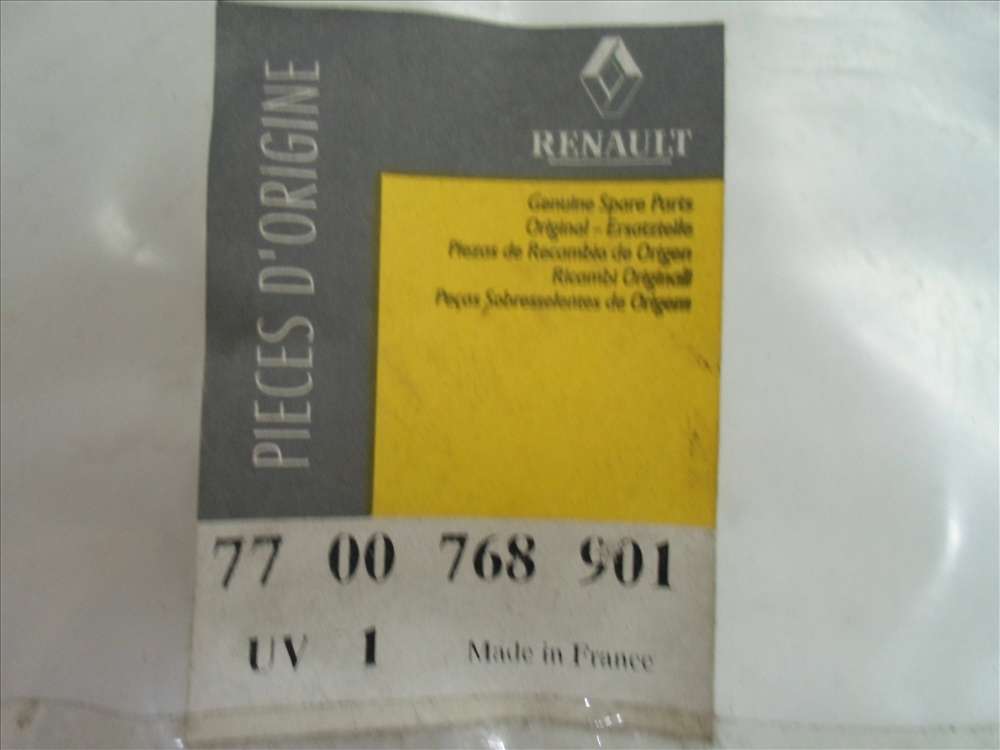 PIECES D'ORIGINE
RENAULT
Genuine Spare Parts
Original - Ersatzteile
Piezas de Recambio de Origen
Ricambi Originali
Peças Sobresselentes de Origem
77 00 768 901
UV 1 Made in France